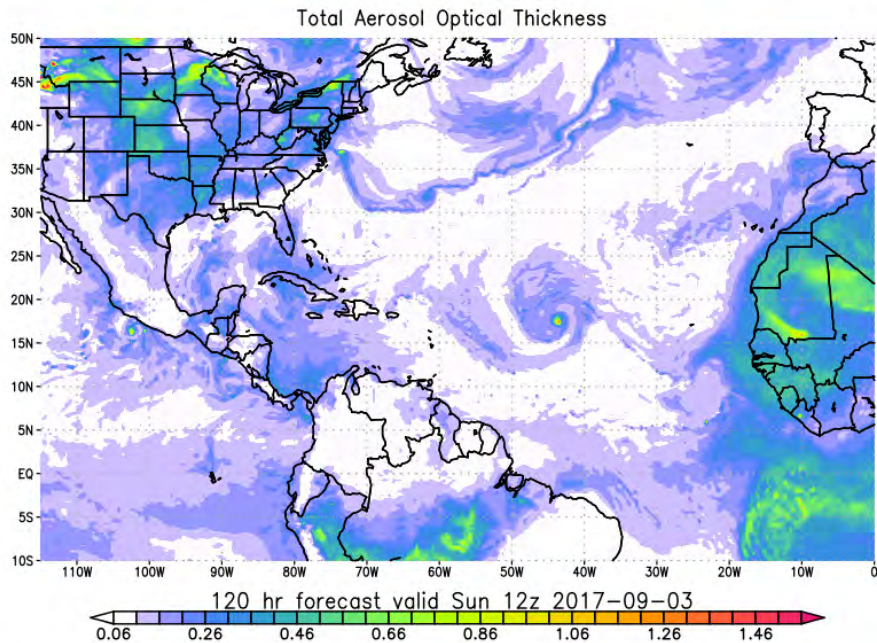 Total Aerosol Optical Thickness
50N
45N
40N
35N
30N
25N
20N
15N
10N
5N
EQ
5S
10S
110W 100W 90W 80W 70W 60W 50W 40W 30W 20W 10W 0
120 hr forecast valid Sun 12z 2017-09-03
0.06 0.26 0.46 0.66 0.86 1.06 1.26 1.46